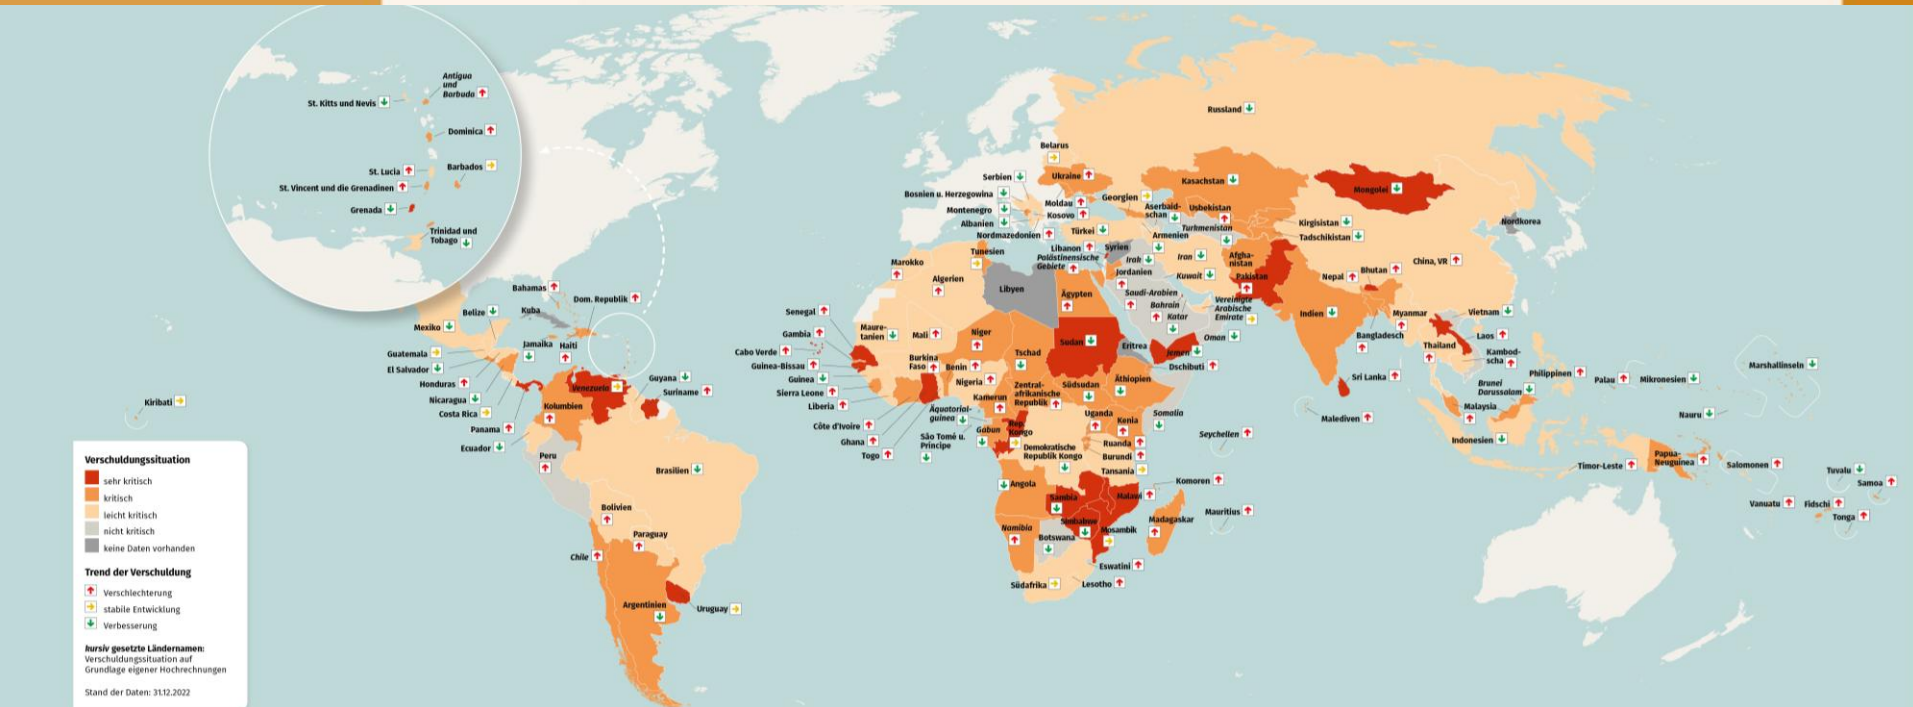 Antigua
und
Barbuda
St. Kitts und Nevis
Dominica
Barbados
St. Lucia
St. Vincent und die Grenadinen
Grenada
Trinidad und
Tobago
Bahamas
Dom. Republik
Belize
Kuba
Mexiko
Jamaika
Haiti
Guatemala
El Salvador
Honduras
Nicaragua
Costa Rica
Panama
Ecuador
Venezuela
Guyana
Suriname
Kolumbien
Kiribati
Peru
Brasilien
Bolivien
Paraguay
Chile
Argentinien
Uruguay
Russland
Belarus
Serbien
Ukraine
Bosnien u. Herzegowina
Montenegro
Albanien
Nordmazedonien
Moldau
Kosovo
Georgien
Aserbaid-
schan
Usbekistan
Kasachstan
Mongolei
Turkmenistan
Kirgisistan
Tadschikistan
Nordkorea
Türkei
Armenien
Libanon
Syrien
Palästinensische
Gebiete
Irak
Iran
Afgha-
nistan
Jordanien
Kuwait
Pakistan
Nepal
Bhutan
China, VR
Tunesien
Marokko
Algerien
Libyen
Ägypten
Saudi-Arabien
Bahrain
Katar
Vereinigte
Arabische
Emirate
Oman
Indien
Myanmar
Vietnam
Bangladesch
Laos
Thailand
Kambod-
scha
Senegal
Gambia
Cabo Verde
Guinea-Bissau
Guinea
Sierra Leone
Liberia
Côte d'Ivoire
Ghana
Togo
Maure-
tanien
Mali
Niger
Burkina
Faso
Benin
Nigeria
Tschad
Sudan
Eritrea
Jemen
Dschibuti
Zentral-
afrikanische
Republik
Südsudan
Äthiopien
Kamerun
Äquatorial-
guinea
Gabun
São Tomé u.
Príncipe
Rep.
Kongo
Demokratische
Republik Kongo
Uganda
Kenia
Somalia
Ruanda
Burundi
Tansania
Seychellen
Angola
Sambia
Malawi
Komoren
Mauritius
Namibia
Simbabwe
Botswana
Mosambik
Madagaskar
Eswatini
Südafrika
Lesotho
Sri Lanka
Malediven
Brunei
Darussalam
Philippinen
Palau
Mikronesien
Marshallinseln
Malaysia
Nauru
Indonesien
Timor-Leste
Papua-
Neuguinea
Salomonen
Tuvalu
Samoa
Vanuatu
Fidschi
Tonga
Verschuldungssituation
sehr kritisch
kritisch
leicht kritisch
nicht kritisch
keine Daten vorhanden
Trend der Verschuldung
Verschlechterung
stabile Entwicklung
Verbesserung
kursiv gesetzte Ländernamen:
Verschuldungssituation auf
Grundlage eigener Hochrechnungen
Stand der Daten: 31.12.2022